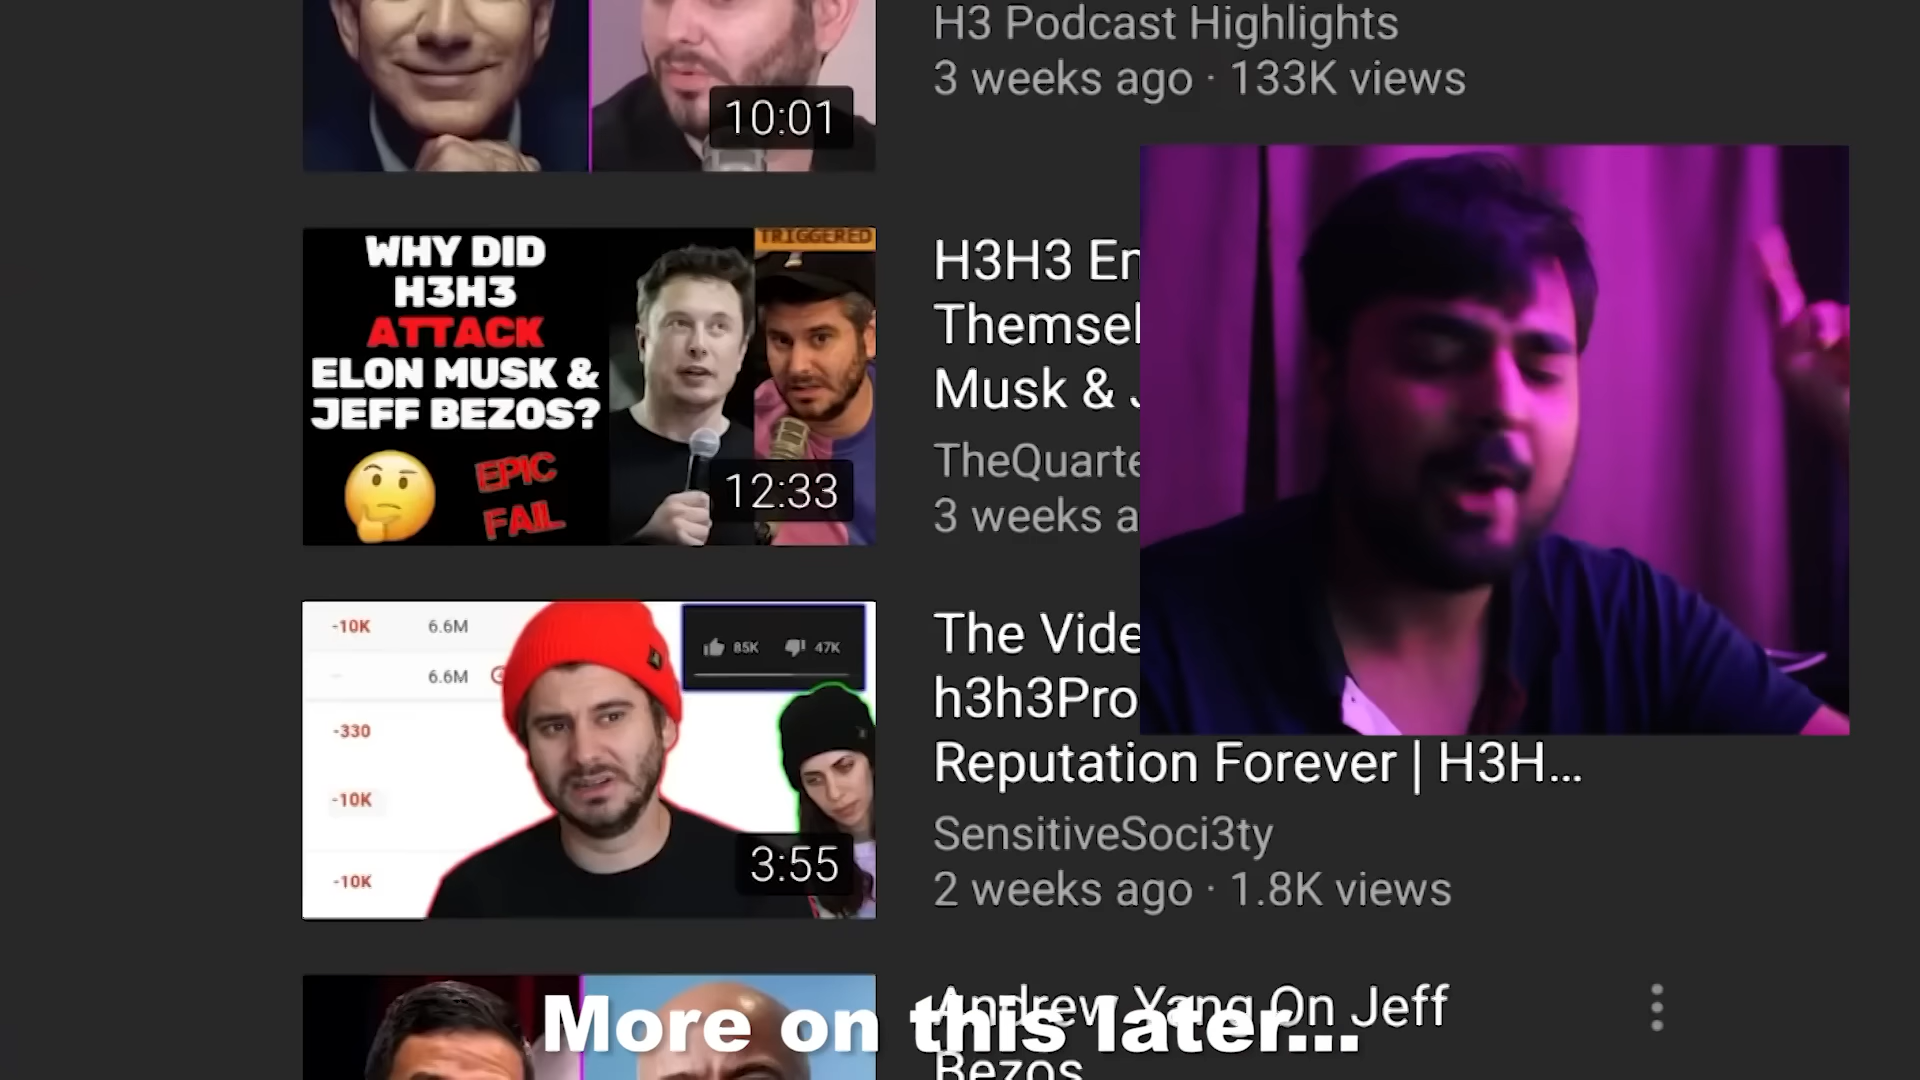 H3 Podcast Highlights
3 weeks ago · 133K views
10:01
WHY DID
H3H3
ATTACK
ELON MUSK &
JEFF BEZOS?
EPIC
FAIL
TRIGGERED
12:33
H3H3 En
Themsel
Musk &
TheQuarte
3 weeks a
-10K 6.6M
6.6M
-330
-10K
-10K
85K 47K
3:55
The Vide
h3h3Pro
Reputation Forever | H3H...
SensitiveSoci3ty
2 weeks ago · 1.8K views
Andrew Yang On Jeff
Bezos
More on this later...